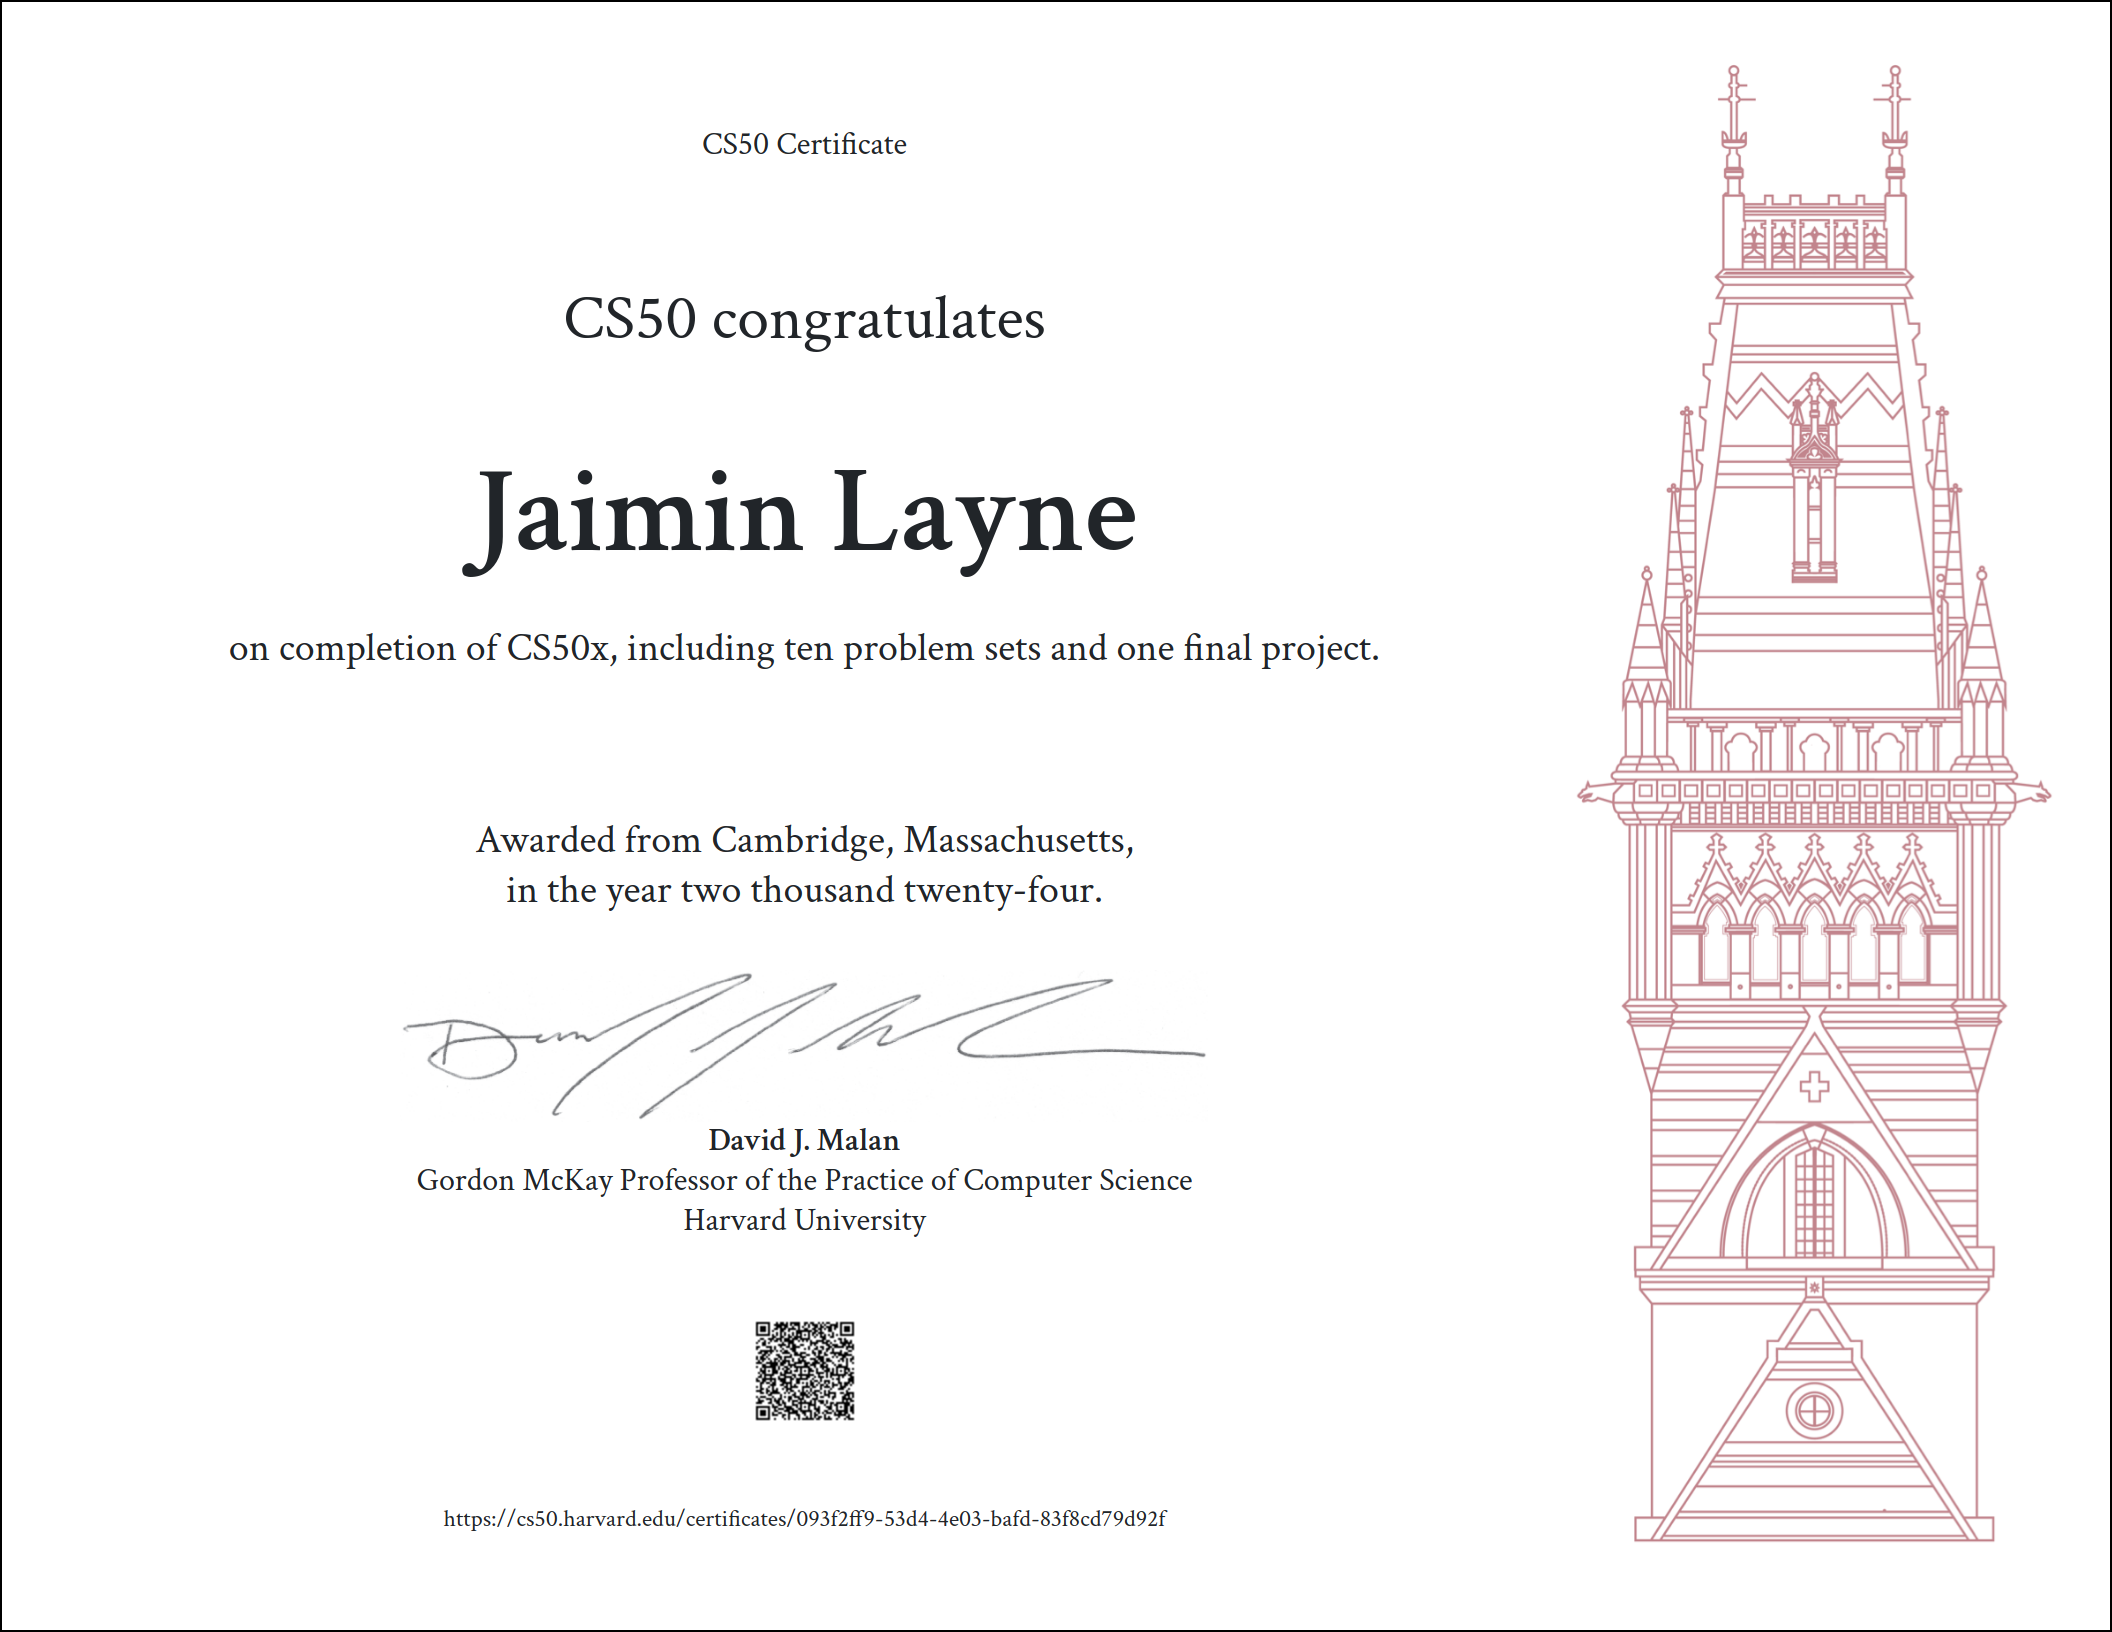 CS50 Certificate
CS50 congratulates
Jaimin Layne
on completion of CS50x, including ten problem sets and one final project.
Awarded from Cambridge, Massachusetts,
in the year two thousand twenty-four.
David J. Malan
Gordon McKay Professor of the Practice of Computer Science
Harvard University
https://cs50.harvard.edu/certificates/093f2ff9-53d4-4e03-bafd-83f8cd79d92f